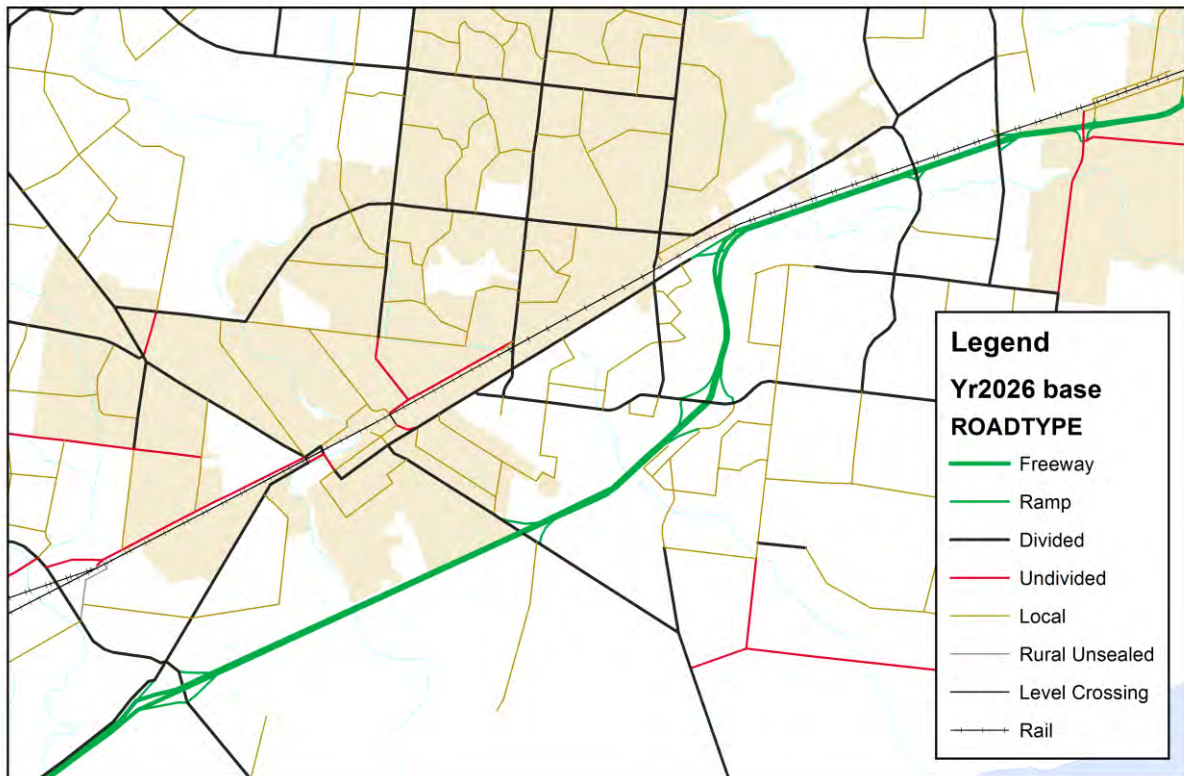 Legend
Yr2026 base
ROADTYPE
Freeway
Ramp
Divided
Undivided
Local
Rural Unsealed
Level Crossing
Rail